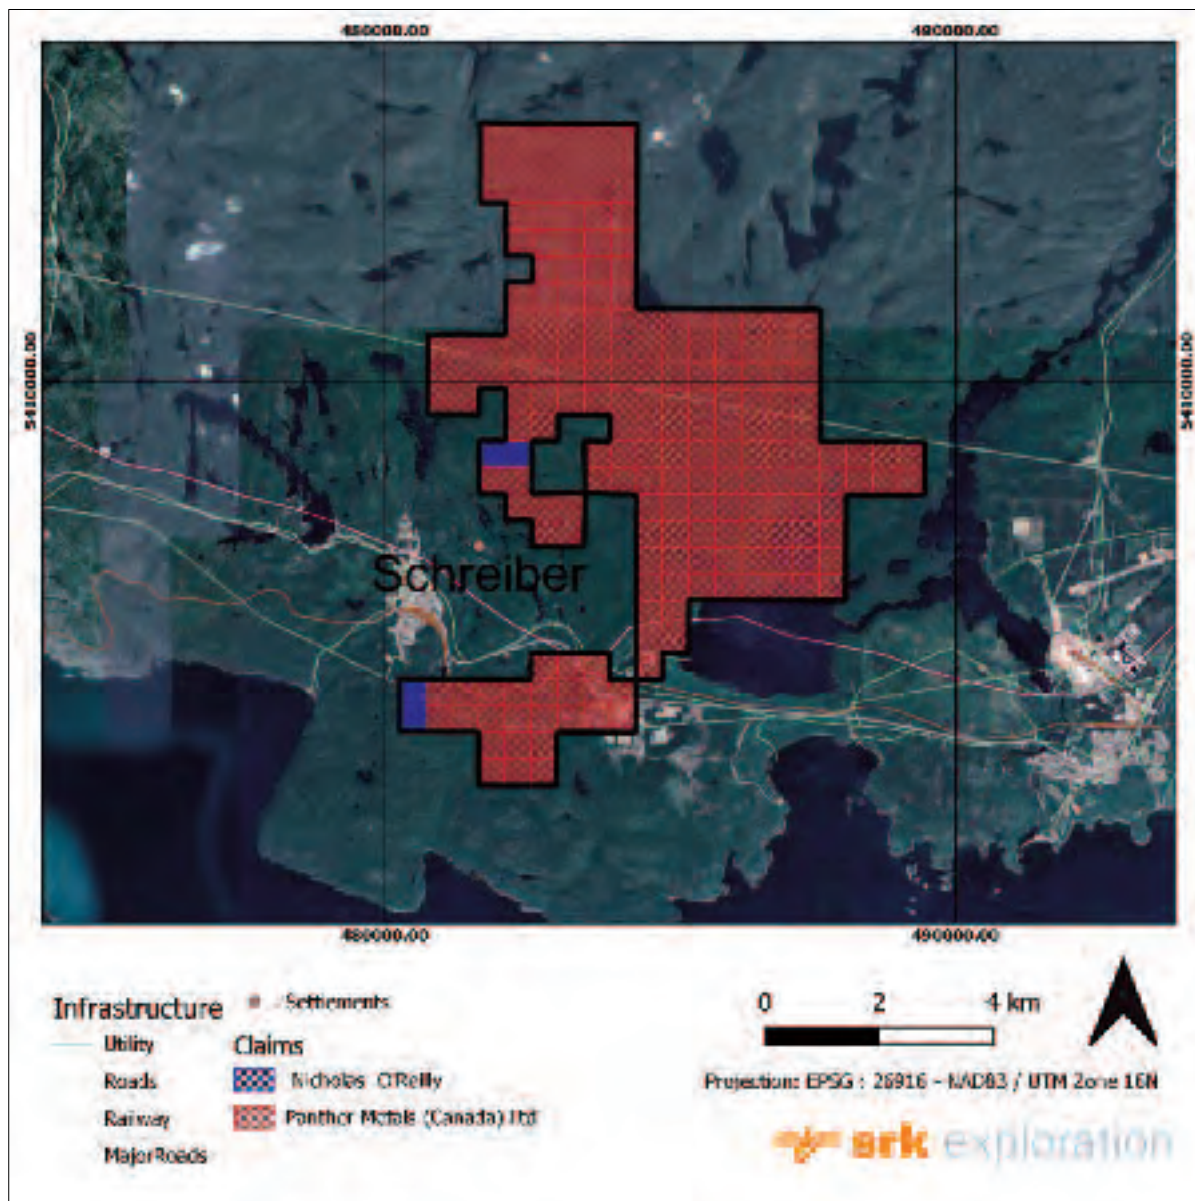 480000.00 490000.00
5410000.00 5410000.00
Schreiber
480000.00 490000.00
Infrastructure
Settlements
Utility
Roads
Railway
MajorRoads
Claims
Nicholas O'Reilly
Panther Metals (Canada) ltd
0 2 4 km
Projection: EPSG : 26916 - NAD83 / UTM Zone 16N
ark exploration